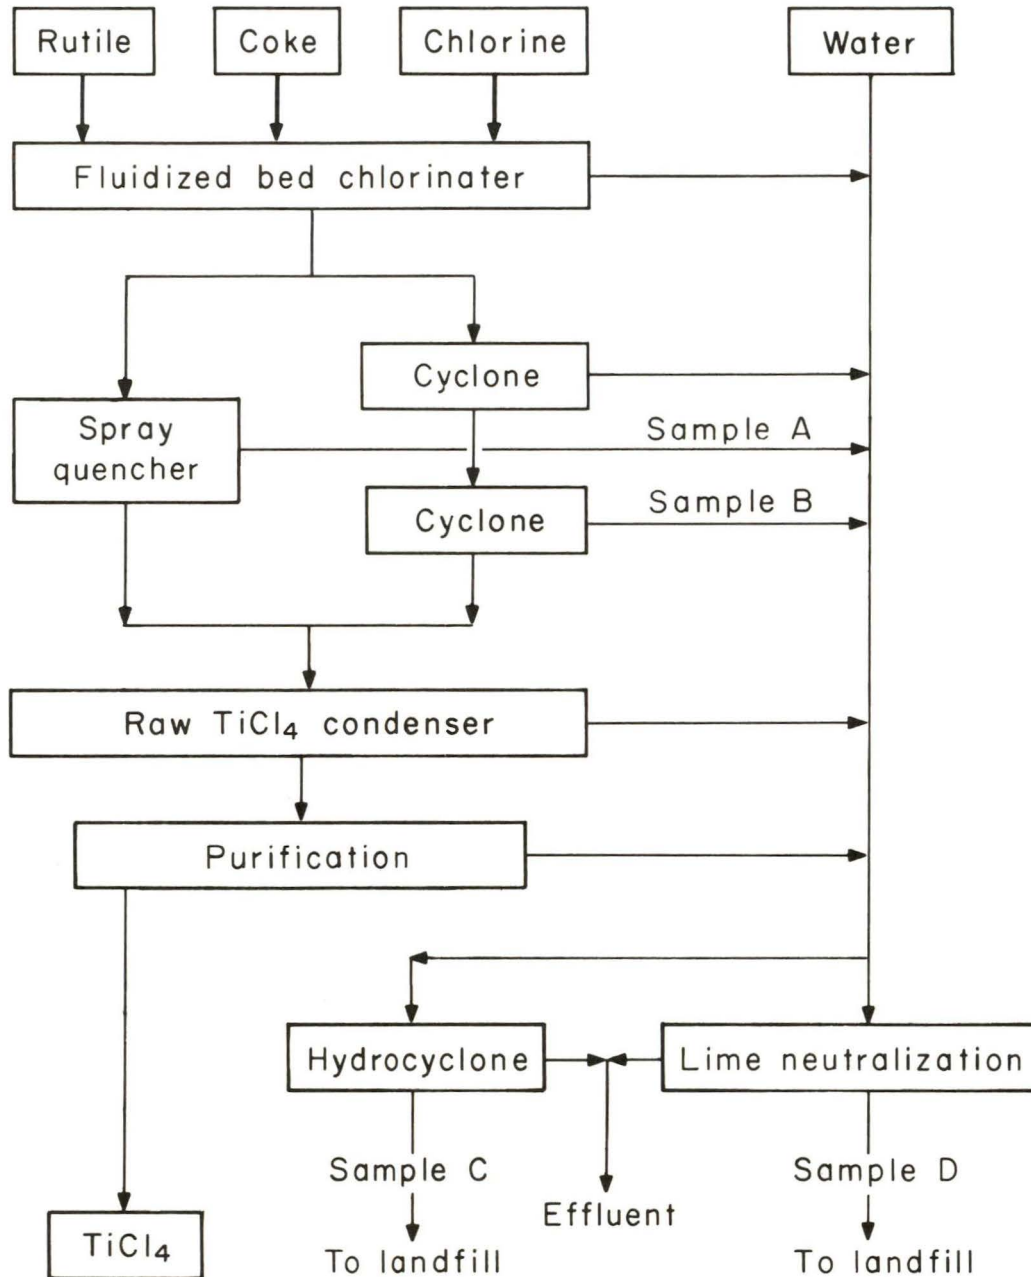 Rutile
Coke
Chlorine
Water
Fluidized bed chlorinater
Cyclone
Spray
quencher
Sample A
Cyclone
Sample B
Raw TiCl₄ condenser
Purification
Hydrocyclone
Lime neutralization
Sample C
Sample D
Effluent
TiCl₄
To landfill
To landfill